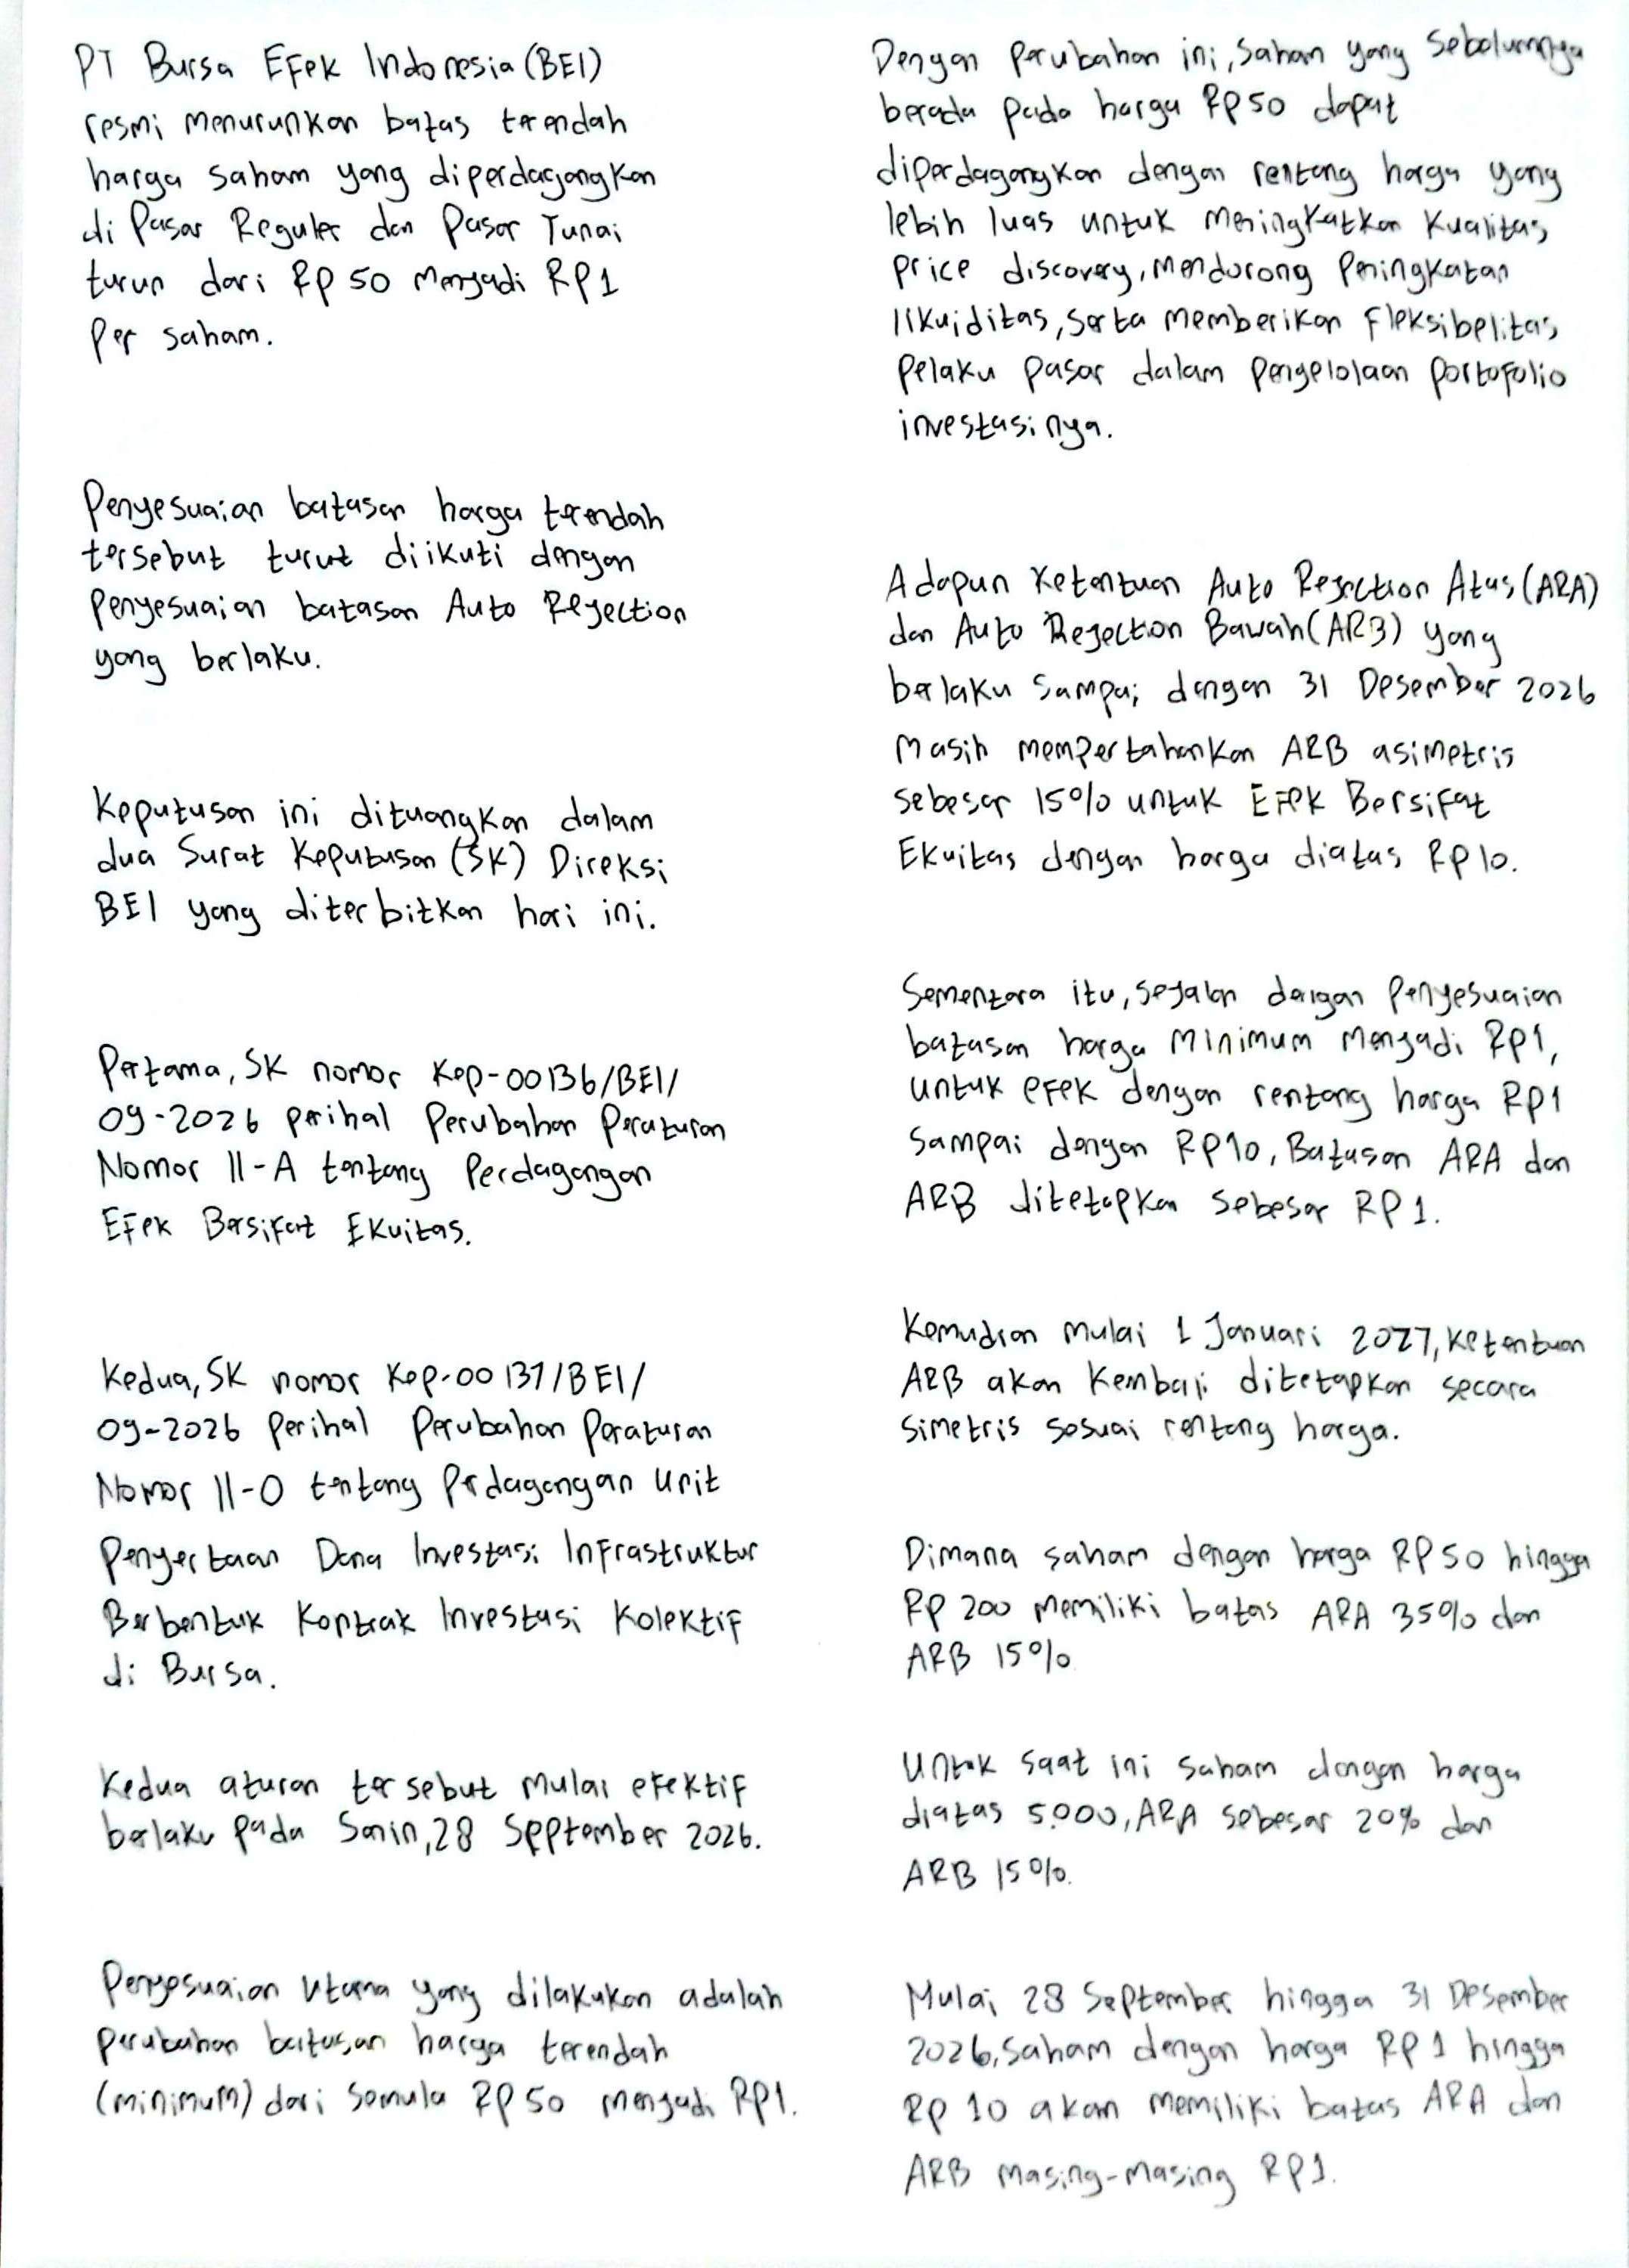 PT Bursa Efek Indonesia (BEI)
resmi menurunkan batas terendah
harga saham yang diperdagangkan
di Pasar Reguler dan Pasar Tunai
turun dari Rp 50 menjadi RP1
per saham.
Penyesuaian batasan harga terendah
tersebut turut diikuti dengan
penyesuaian batasan Auto Rejection
yang berlaku.
Keputusan ini dituangkan dalam
dua Surat Keputusan (SK) Direksi
BEI yang diterbitkan hari ini.
Pertama, SK nomor Kep-00136/BEI/
09-2026 perihal Perubahan Peraturan
Nomor II-A tentang Perdagangan
Efek Bersifat Ekuitas.
Kedua, SK nomor Kep-00137/BEI/
09-2026 perihal Perubahan Peraturan
Nomor II-O tentang Perdagangan Unit
Penyertaan Dana Investasi Infrastruktur
Berbentuk Kontrak Investasi Kolektif
di Bursa.
Kedua aturan tersebut mulai efektif
berlaku pada Senin, 28 September 2026.
Penyesuaian utama yang dilakukan adalah
perubahan batasan harga terendah
(minimum) dari semula RP 50 menjadi RP1.
Dengan perubahan ini, saham yang sebelumnya
berada pada harga Rp 50 dapat
diperdagangkan dengan rentang harga yang
lebih luas untuk meningkatkan kualitas
price discovery, mendorong peningkatan
likuiditas, serta memberikan fleksibelitas
pelaku pasar dalam pengelolaan portofolio
investasinya.
Adapun ketentuan Auto Rejection Atas (ARA)
dan Auto Rejection Bawah (ARB) yang
berlaku sampai dengan 31 Desember 2026
masih mempertahankan ARB asimetris
sebesar 15% untuk Efek Bersifat
Ekuitas dengan harga diatas Rp 10.
Sementara itu, sejalan dengan penyesuaian
batasan harga minimum menjadi RP1,
untuk efek dengan rentang harga RP1
sampai dengan RP10, Batasan ARA dan
ARB ditetapkan sebesar RP 1.
Kemudian mulai 1 Januari 2027, ketentuan
ARB akan kembali ditetapkan secara
simetris sesuai rentang harga.
Dimana saham dengan harga RP 50 hingga
Rp 200 memiliki batas ARA 35% dan
ARB 15%.
Untuk saat ini saham dengan harga
diatas 5.000, ARA sebesar 20% dan
ARB 15%.
Mulai 28 September hingga 31 Desember
2026, saham dengan harga RP 1 hingga
Rp 10 akan memiliki batas ARA dan
ARB masing-masing RP1.